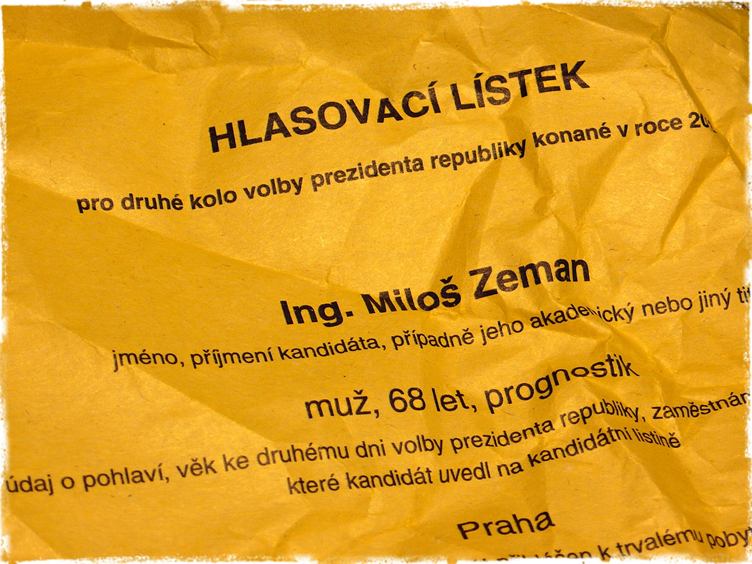 HLASOVACÍ LÍSTEK
pro druhé kolo volby prezidenta republiky konané v roce
Ing. Miloš Zeman
jméno, příjmení kandidáta, případně jeho akademický nebo jiný
muž, 68 let, prognostik
údaj o pohlaví, věk ke druhému dni volby prezidenta republiky,
které kandidát uvedl na kandidátní listině
Praha
k trvalému